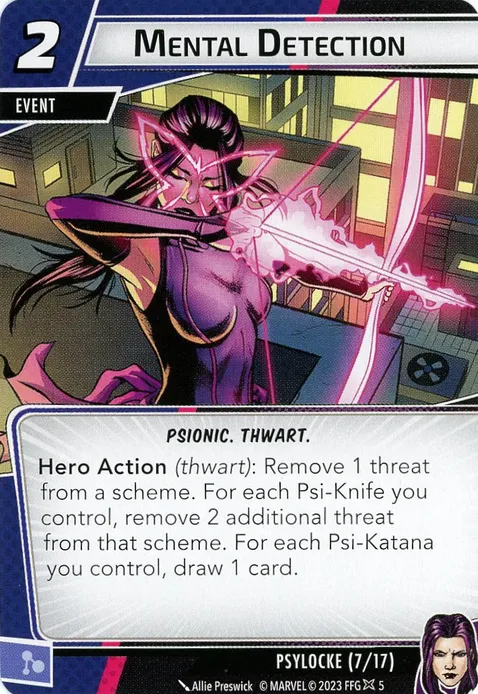 2
MENTAL DETECTION
EVENT
PSIONIC. THWART.
Hero Action (thwart): Remove 1 threat
from a scheme. For each Psi-Knife you
control, remove 2 additional threat
from that scheme. For each Psi-Katana
you control, draw 1 card.
PSYLOCKE (7/17)
Allie Preswick © MARVEL © 2023 FFG 5